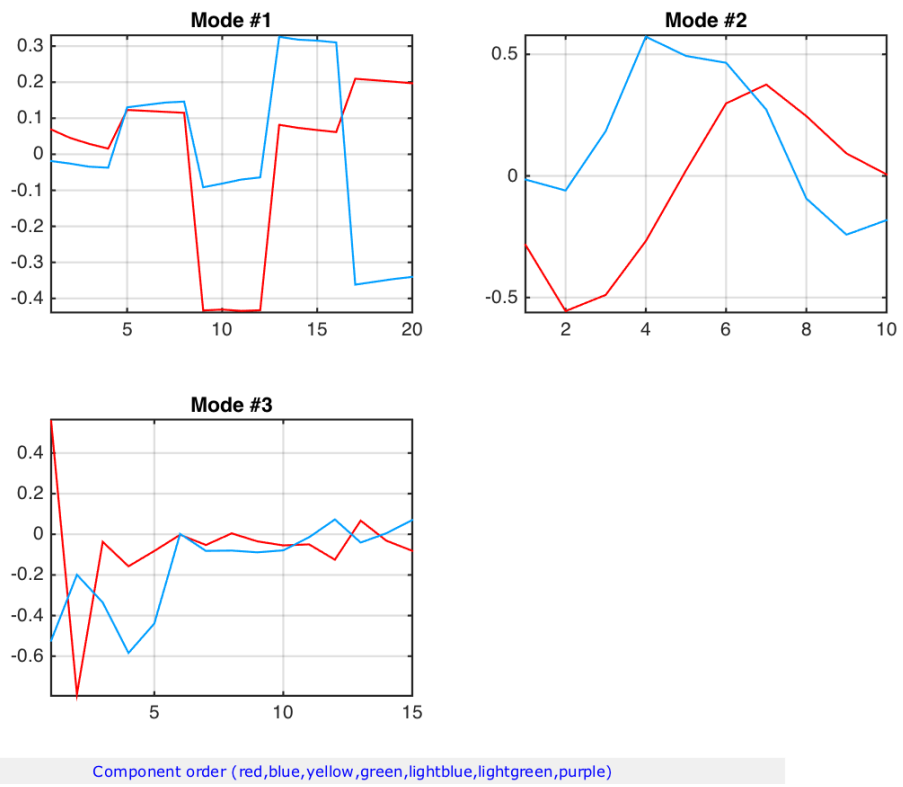 Mode #1
0.3
0.2
0.1
0
-0.1
-0.2
-0.3
-0.4
5 10 15 20
Mode #2
0.5
0
-0.5
2 4 6 8 10
Mode #3
0.4
0.2
0
-0.2
-0.4
-0.6
5 10 15
Component order (red,blue,yellow,green,lightblue,lightgreen,purple)